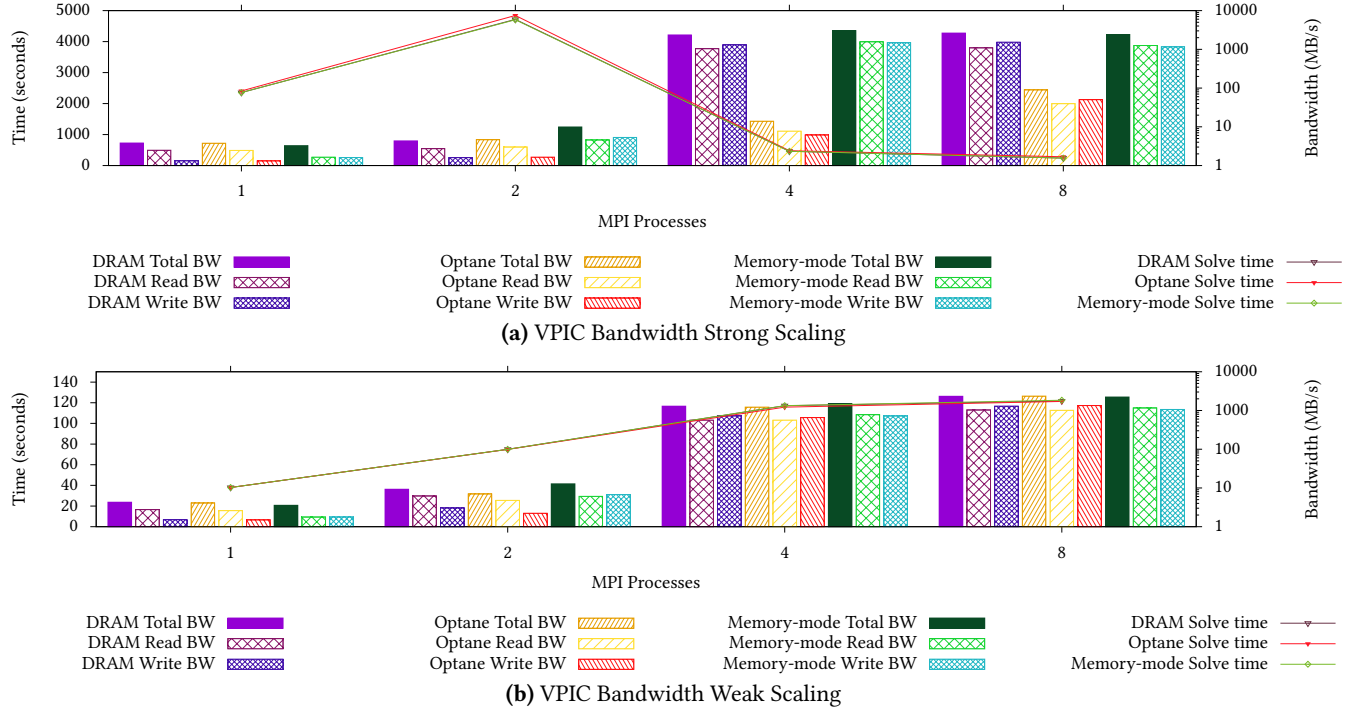 5000
4000
3000
2000
1000
0
Time (seconds)
10000
1000
100
10
1
Bandwidth (MB/s)
1 2 4 8
MPI Processes
DRAM Total BW Optane Total BW Memory-mode Total BW DRAM Solve time
DRAM Read BW Optane Read BW Memory-mode Read BW Optane Solve time
DRAM Write BW Optane Write BW Memory-mode Write BW Memory-mode Solve time
(a) VPIC Bandwidth Strong Scaling
140
120
100
80
60
40
20
0
Time (seconds)
10000
1000
100
10
1
Bandwidth (MB/s)
1 2 4 8
MPI Processes
DRAM Total BW Optane Total BW Memory-mode Total BW DRAM Solve time
DRAM Read BW Optane Read BW Memory-mode Read BW Optane Solve time
DRAM Write BW Optane Write BW Memory-mode Write BW Memory-mode Solve time
(b) VPIC Bandwidth Weak Scaling